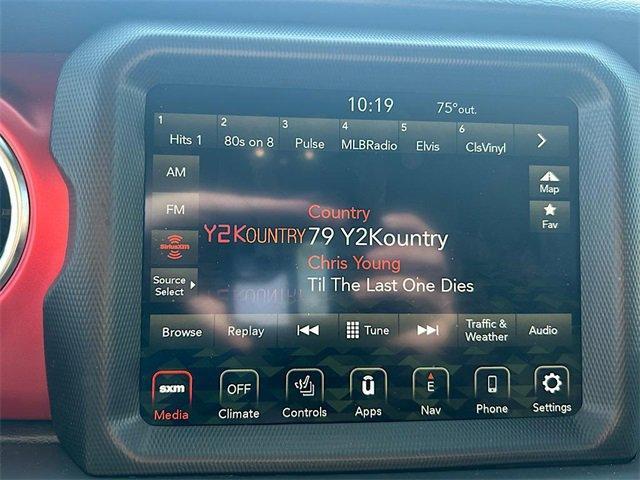 10:19 75° out.
1 Hits 1 2 80s on 8 3 Pulse 4 MLBRadio 5 Elvis 6 ClsVinyl
AM
Map
FM
Fav
Country
Y2KOUNTRY 79 Y2Kountry
SiriusXM
Chris Young
Source Select
Til The Last One Dies
Browse Replay Tune Traffic & Weather Audio
sxm OFF E
Media Climate Controls Apps Nav Phone Settings